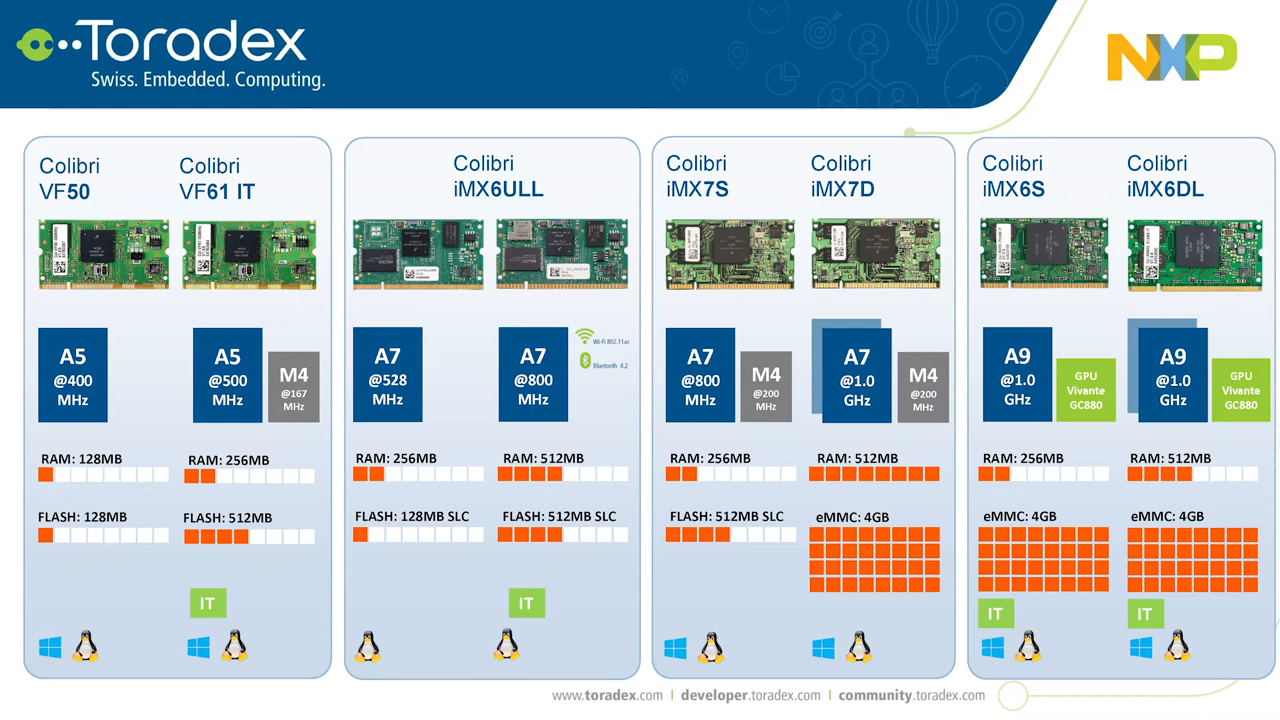 Toradex
Swiss. Embedded. Computing.
NXP
Colibri
VF50
Colibri
VF61 IT
A5
@400
MHz
A5
@500
MHz
M4
@167
MHz
RAM: 128MB
RAM: 256MB
FLASH: 128MB
FLASH: 512MB
IT
Colibri
iMX6ULL
A7
@528
MHz
A7
@800
MHz
Wi-Fi 802.11ac
Bluetooth 4.2
RAM: 256MB
RAM: 512MB
FLASH: 128MB SLC
FLASH: 512MB SLC
IT
Colibri
iMX7S
Colibri
iMX7D
A7
@800
MHz
M4
@200
MHz
A7
@1.0
GHz
M4
@200
MHz
RAM: 256MB
RAM: 512MB
FLASH: 512MB SLC
eMMC: 4GB
Colibri
iMX6S
Colibri
iMX6DL
A9
@1.0
GHz
GPU
Vivante
GC880
A9
@1.0
GHz
GPU
Vivante
GC880
RAM: 256MB
RAM: 512MB
eMMC: 4GB
eMMC: 4GB
IT
IT
www.toradex.com | developer.toradex.com | community.toradex.com